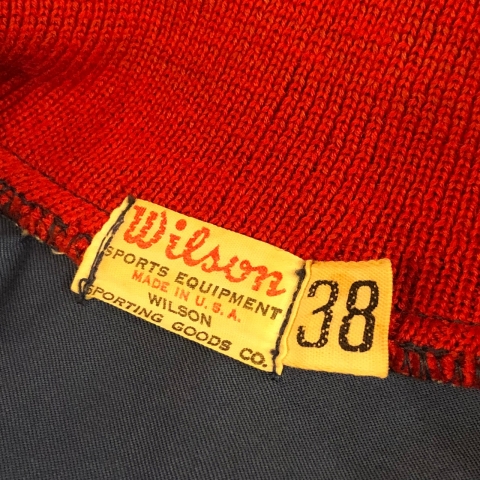 Wilson
SPORTS EQUIPMENT
MADE IN U.S.A.
WILSON
SPORTING GOODS CO.
38